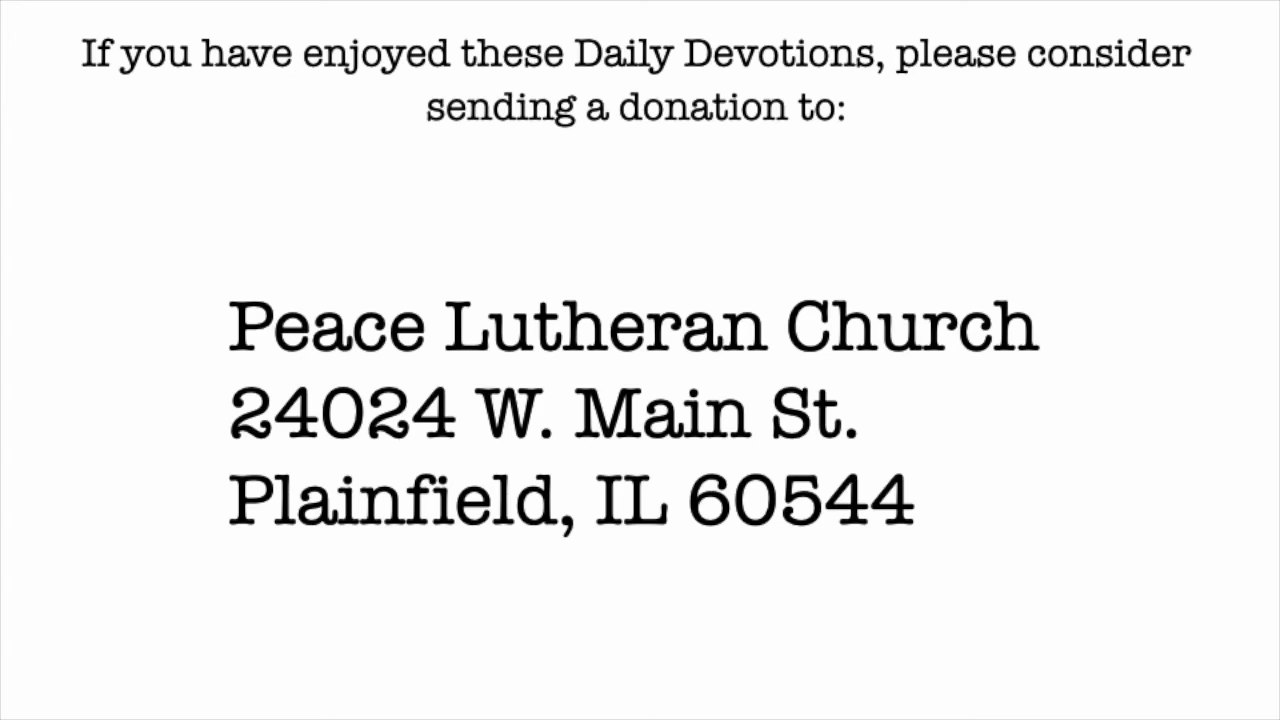 If you have enjoyed these Daily Devotions, please consider
sending a donation to:
Peace Lutheran Church
24024 W. Main St.
Plainfield, IL 60544